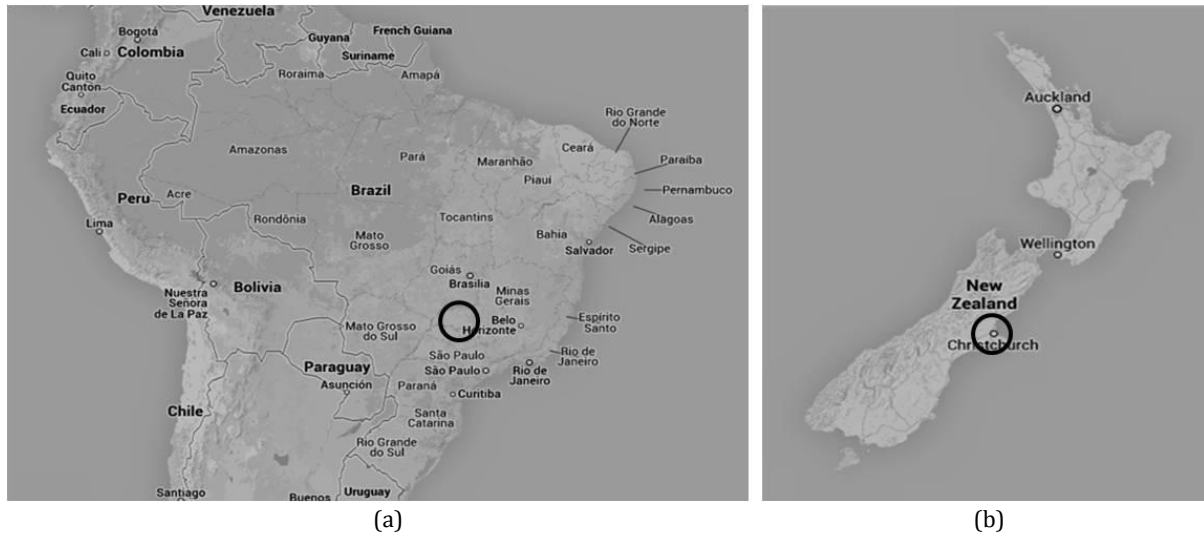 Venezuela
Bogotá
Cali
Colombia
Guyana
French Guiana
Suriname
Roraima
Amapá
Quito
Canton
Ecuador
Rio Grande
do Norte
Amazonas
Pará
Maranhão
Ceará
Paraíba
Piauí
Pernambuco
Peru
Acre
Brazil
Rondônia
Tocantins
Alagoas
Lima
Mato
Grosso
Bahia
Salvador
Sergipe
Goiás
Brasilia
Nuestra
Señora
de La Paz
Bolivia
Minas
Gerais
Mato Grosso
do Sul
Belo
Horizonte
Espírito
Santo
São Paulo
São Paulo
Rio de
Janeiro
Rio de
Janeiro
Paraguay
Asunción
Paraná
Curitiba
Chile
Santa
Catarina
Rio Grande
do Sul
Santiago
Buenos
Uruguay
(a)
Auckland
Wellington
New
Zealand
Christchurch
(b)